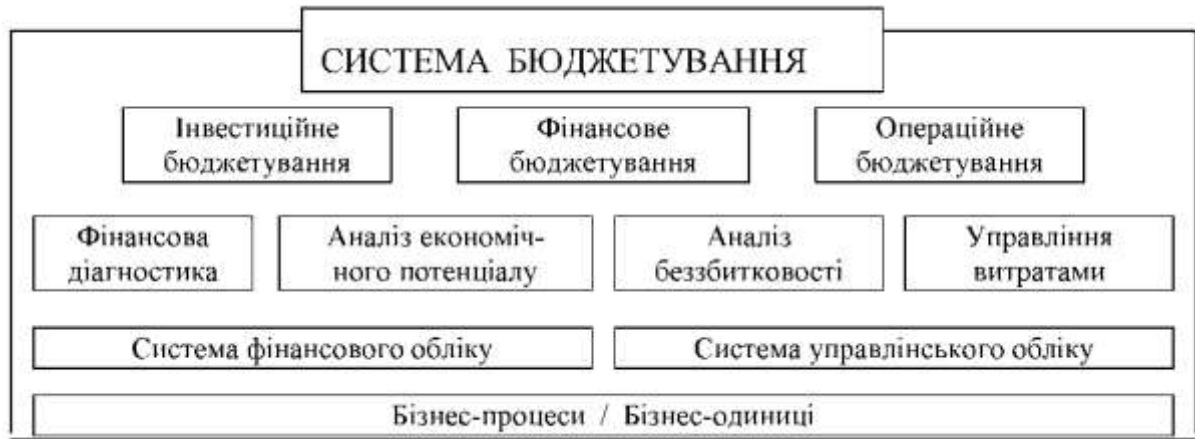 СИСТЕМА БЮДЖЕТУВАННЯ
Інвестиційне
бюджетування
Фінансове
бюджетування
Операційне
бюджетування
Фінансова
діагностика
Аналіз економіч-
ного потенціалу
Аналіз
беззбитковості
Управління
витратами
Система фінансового обліку
Система управлінського обліку
Бізнес-процеси / Бізнес-одиниці